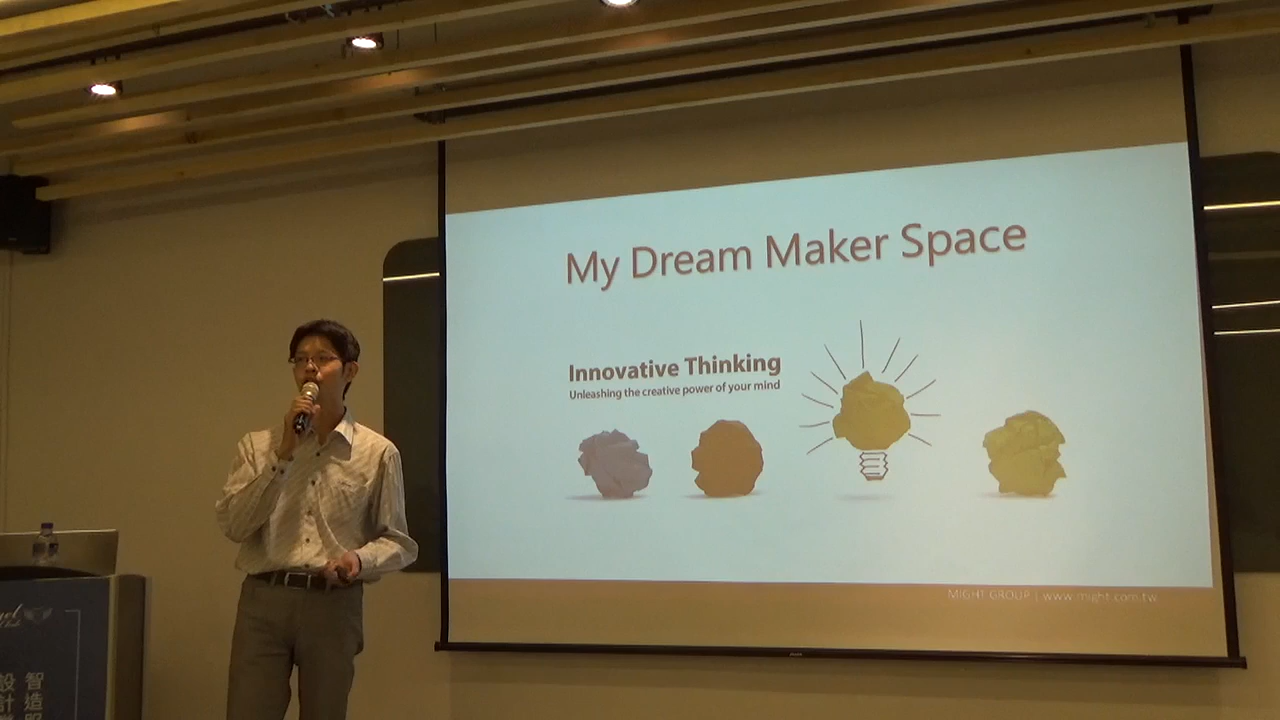 My Dream Maker Space
Innovative Thinking
Unleashing the creative power of your mind
MIGHT GROUP | www.might.com.tw
智造
設計